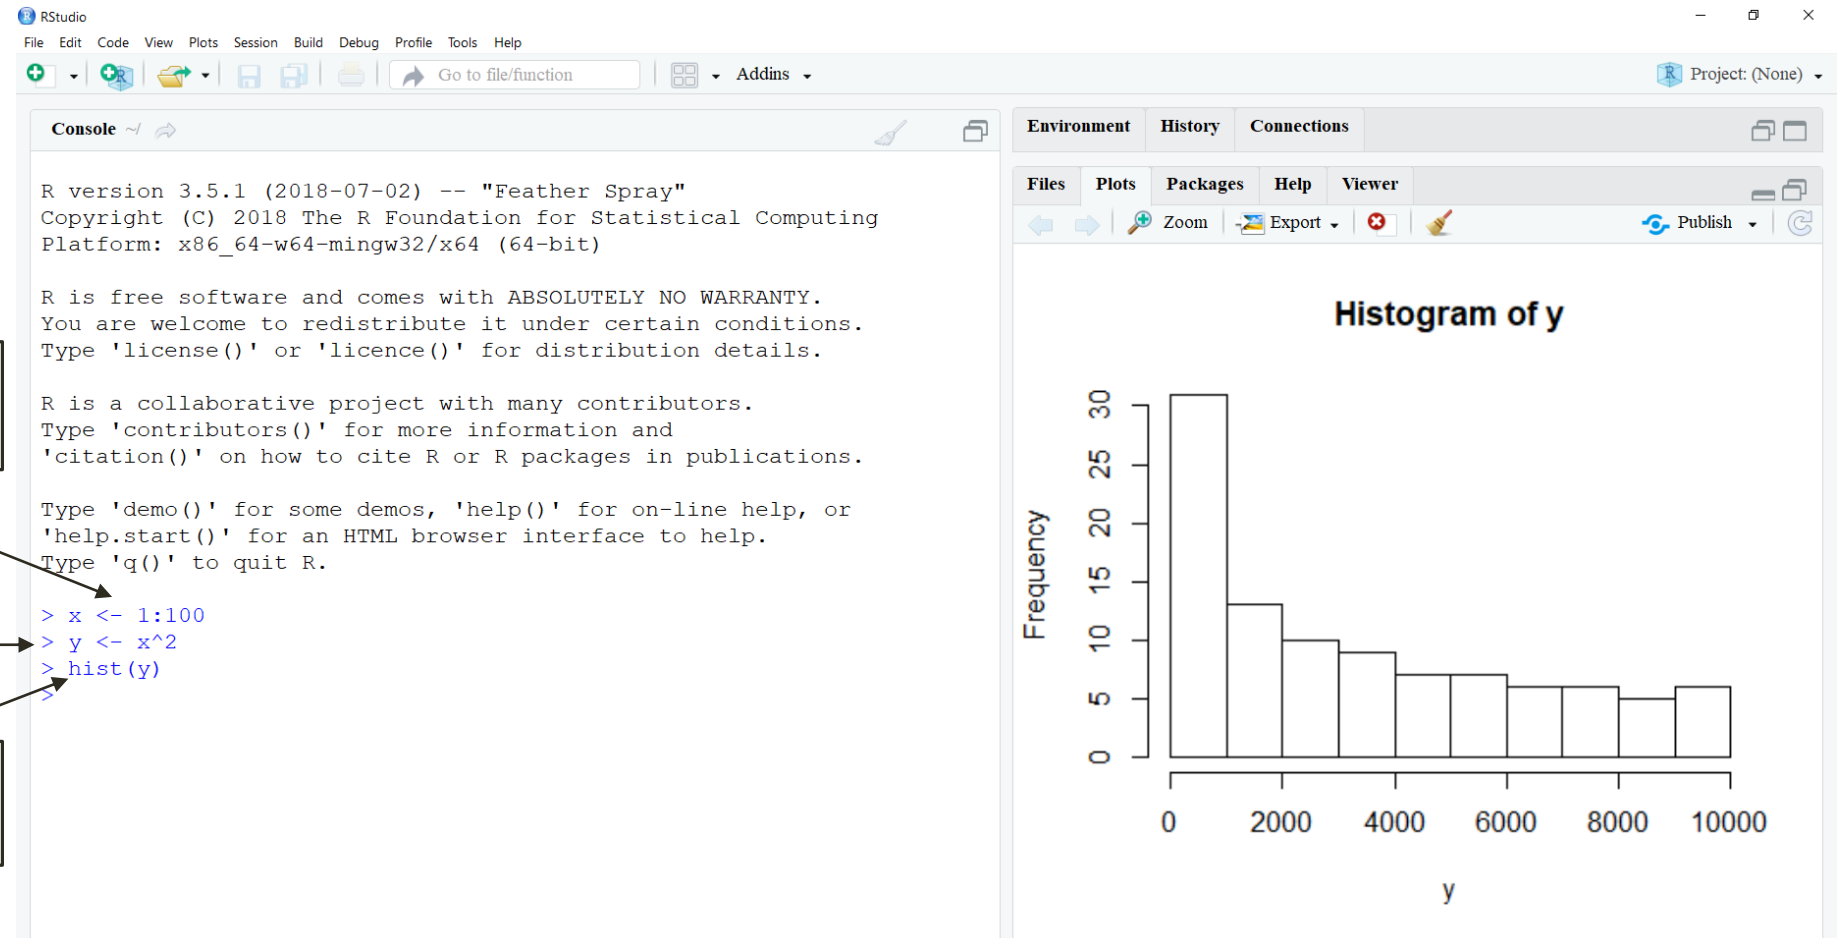 RStudio
File Edit Code View Plots Session Build Debug Profile Tools Help
Go to file/function Addins Project: (None)
Console ~/
R version 3.5.1 (2018-07-02) -- "Feather Spray"
Copyright (C) 2018 The R Foundation for Statistical Computing
Platform: x86_64-w64-mingw32/x64 (64-bit)
R is free software and comes with ABSOLUTELY NO WARRANTY.
You are welcome to redistribute it under certain conditions.
Type 'license()' or 'licence()' for distribution details.
R is a collaborative project with many contributors.
Type 'contributors()' for more information and
'citation()' on how to cite R or R packages in publications.
Type 'demo()' for some demos, 'help()' for on-line help, or
'help.start()' for an HTML browser interface to help.
Type 'q()' to quit R.
> x <- 1:100
> y <- x^2
> hist(y)
>
Environment History Connections
Files Plots Packages Help Viewer
Zoom Export Publish
Histogram of y
Frequency
30
25
20
15
10
5
0
0 2000 4000 6000 8000 10000
y